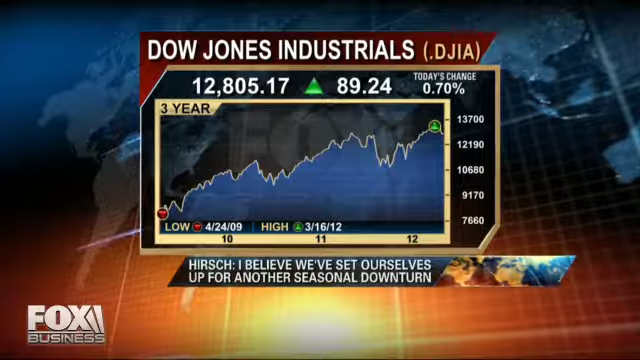 DOW JONES INDUSTRIALS (.DJIA)
12,805.17 89.24 TODAY'S CHANGE 0.70%
3 YEAR
13700
12190
10680
9170
7660
LOW 4/24/09 HIGH 3/16/12
10 11 12
HIRSCH: I BELIEVE WE'VE SET OURSELVES
UP FOR ANOTHER SEASONAL DOWNTURN
FOX
BUSINESS